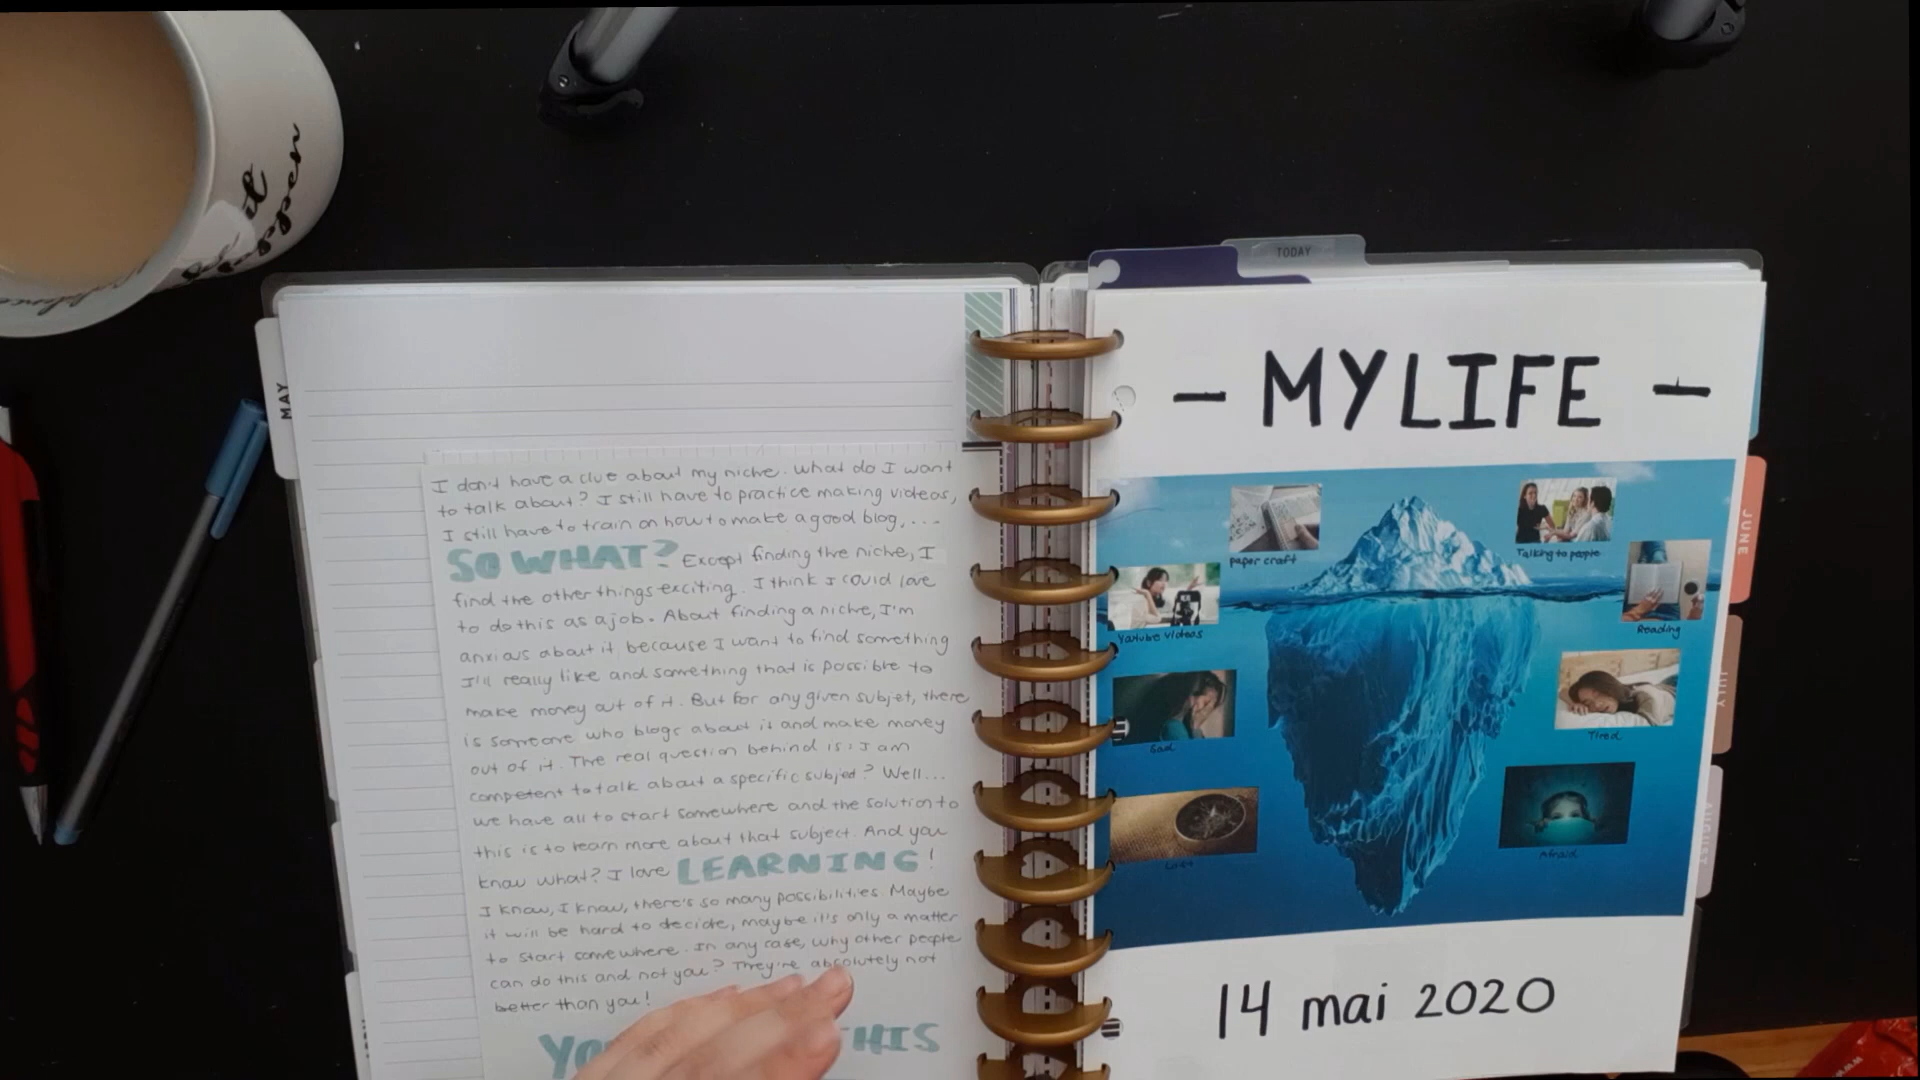 MAY
I don't have a clue about my niche. What do I want
to talk about? I still have to practice making videos,
I still have to train on how to make a good blog,...
SO WHAT? Except finding the niche, I
find the other things exciting. I think I could love
to do this as a job. About finding a niche, I'm
anxious about it because I want to find something
I'll really like and something that is possible to
make money out of it. But for any given subjet, there
is someone who blogs about it and make money
out of it. The real question behind is: I am
competent to talk about a specific subject? Well...
we have all to start somewhere and the solution to
this is to learn more about that subject. And you
know what? I love LEARNING!
I know, I know, there's so many possibilities. Maybe
it will be hard to decide, maybe it's only a matter
to start somewhere. In any case, why other people
can do this and not you? They're absolutely not
better than you!
THIS
TODAY
- MY LIFE -
Paper craft
Talking to people
Youtube videos
Reading
Sad
Tired
Afraid
14 mai 2020
JUNE
JULY
AUGUST